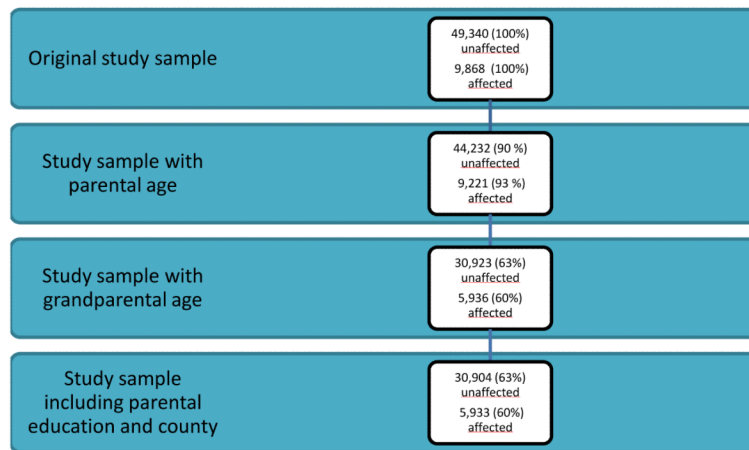 Original study sample
49,340 (100%)
unaffected
9,868 (100%)
affected
Study sample with
parental age
44,232 (90 %)
unaffected
9,221 (93 %)
affected
Study sample with
grandparental age
30,923 (63%)
unaffected
5,936 (60%)
affected
Study sample
including parental
education and county
30,904 (63%)
unaffected
5,933 (60%)
affected